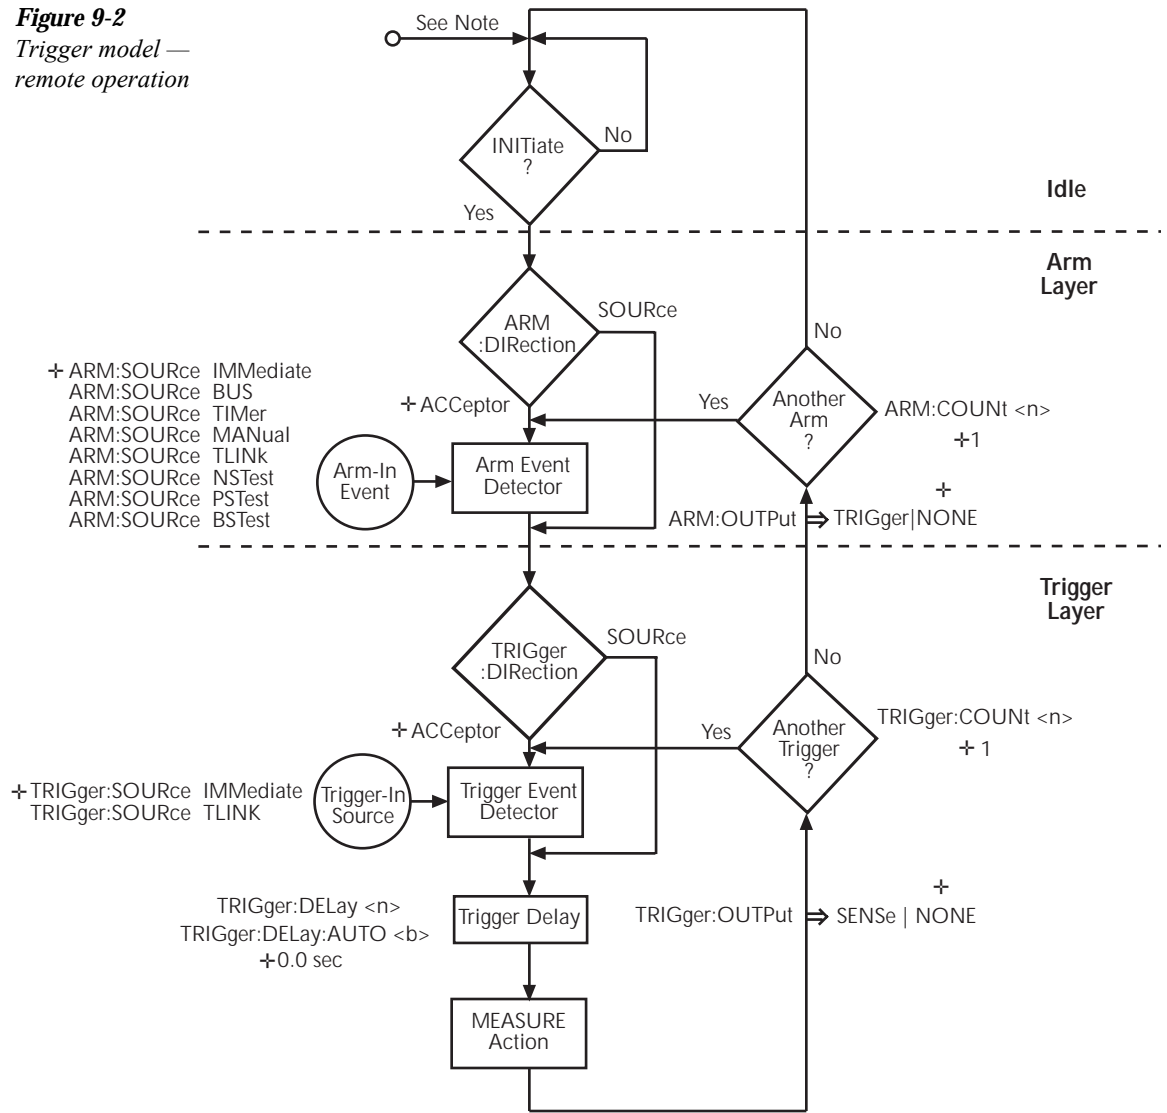 Figure 9-2
Trigger model —
remote operation
See Note
INITiate
?
No
Yes
Idle
Arm
Layer
ARM
:DIRection
SOURce
✛ ACCeptor
✛ ARM:SOURce IMMediate
ARM:SOURce BUS
ARM:SOURce TIMer
ARM:SOURce MANual
ARM:SOURce TLINk
ARM:SOURce NSTest
ARM:SOURce PSTest
ARM:SOURce BSTest
Arm-In
Event
Arm Event
Detector
No
Yes
Another
Arm
?
ARM:COUNt <n>
✛1
✛
ARM:OUTPut ⇒ TRIGger|NONE
Trigger
Layer
TRIGger
:DIRection
SOURce
✛ ACCeptor
✛ TRIGger:SOURce IMMediate
TRIGger:SOURce TLINK
Trigger-In
Source
Trigger Event
Detector
No
Yes
Another
Trigger
?
TRIGger:COUNt <n>
✛ 1
TRIGger:DELay <n>
TRIGger:DELay:AUTO <b>
✛0.0 sec
Trigger Delay
✛
TRIGger:OUTPut ⇒ SENSe | NONE
MEASURE
Action